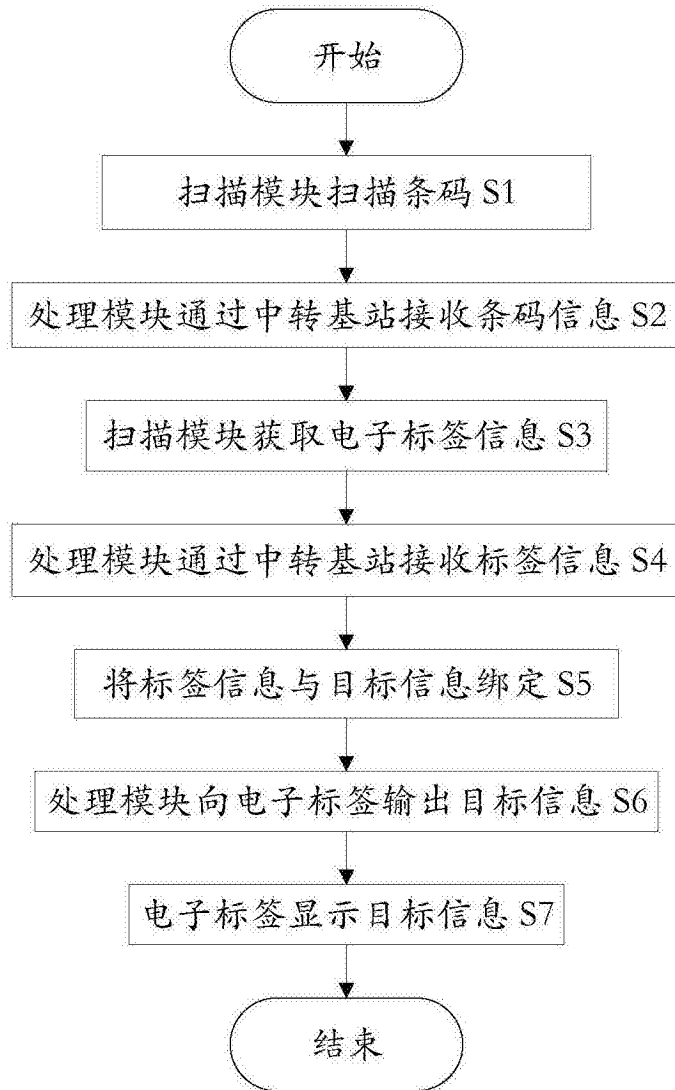 开始
扫描模块扫描条码 S1
处理模块通过中转基站接收条码信息 S2
扫描模块获取电子标签信息 S3
处理模块通过中转基站接收标签信息 S4
将标签信息与目标信息绑定 S5
处理模块向电子标签输出目标信息 S6
电子标签显示目标信息 S7
结束